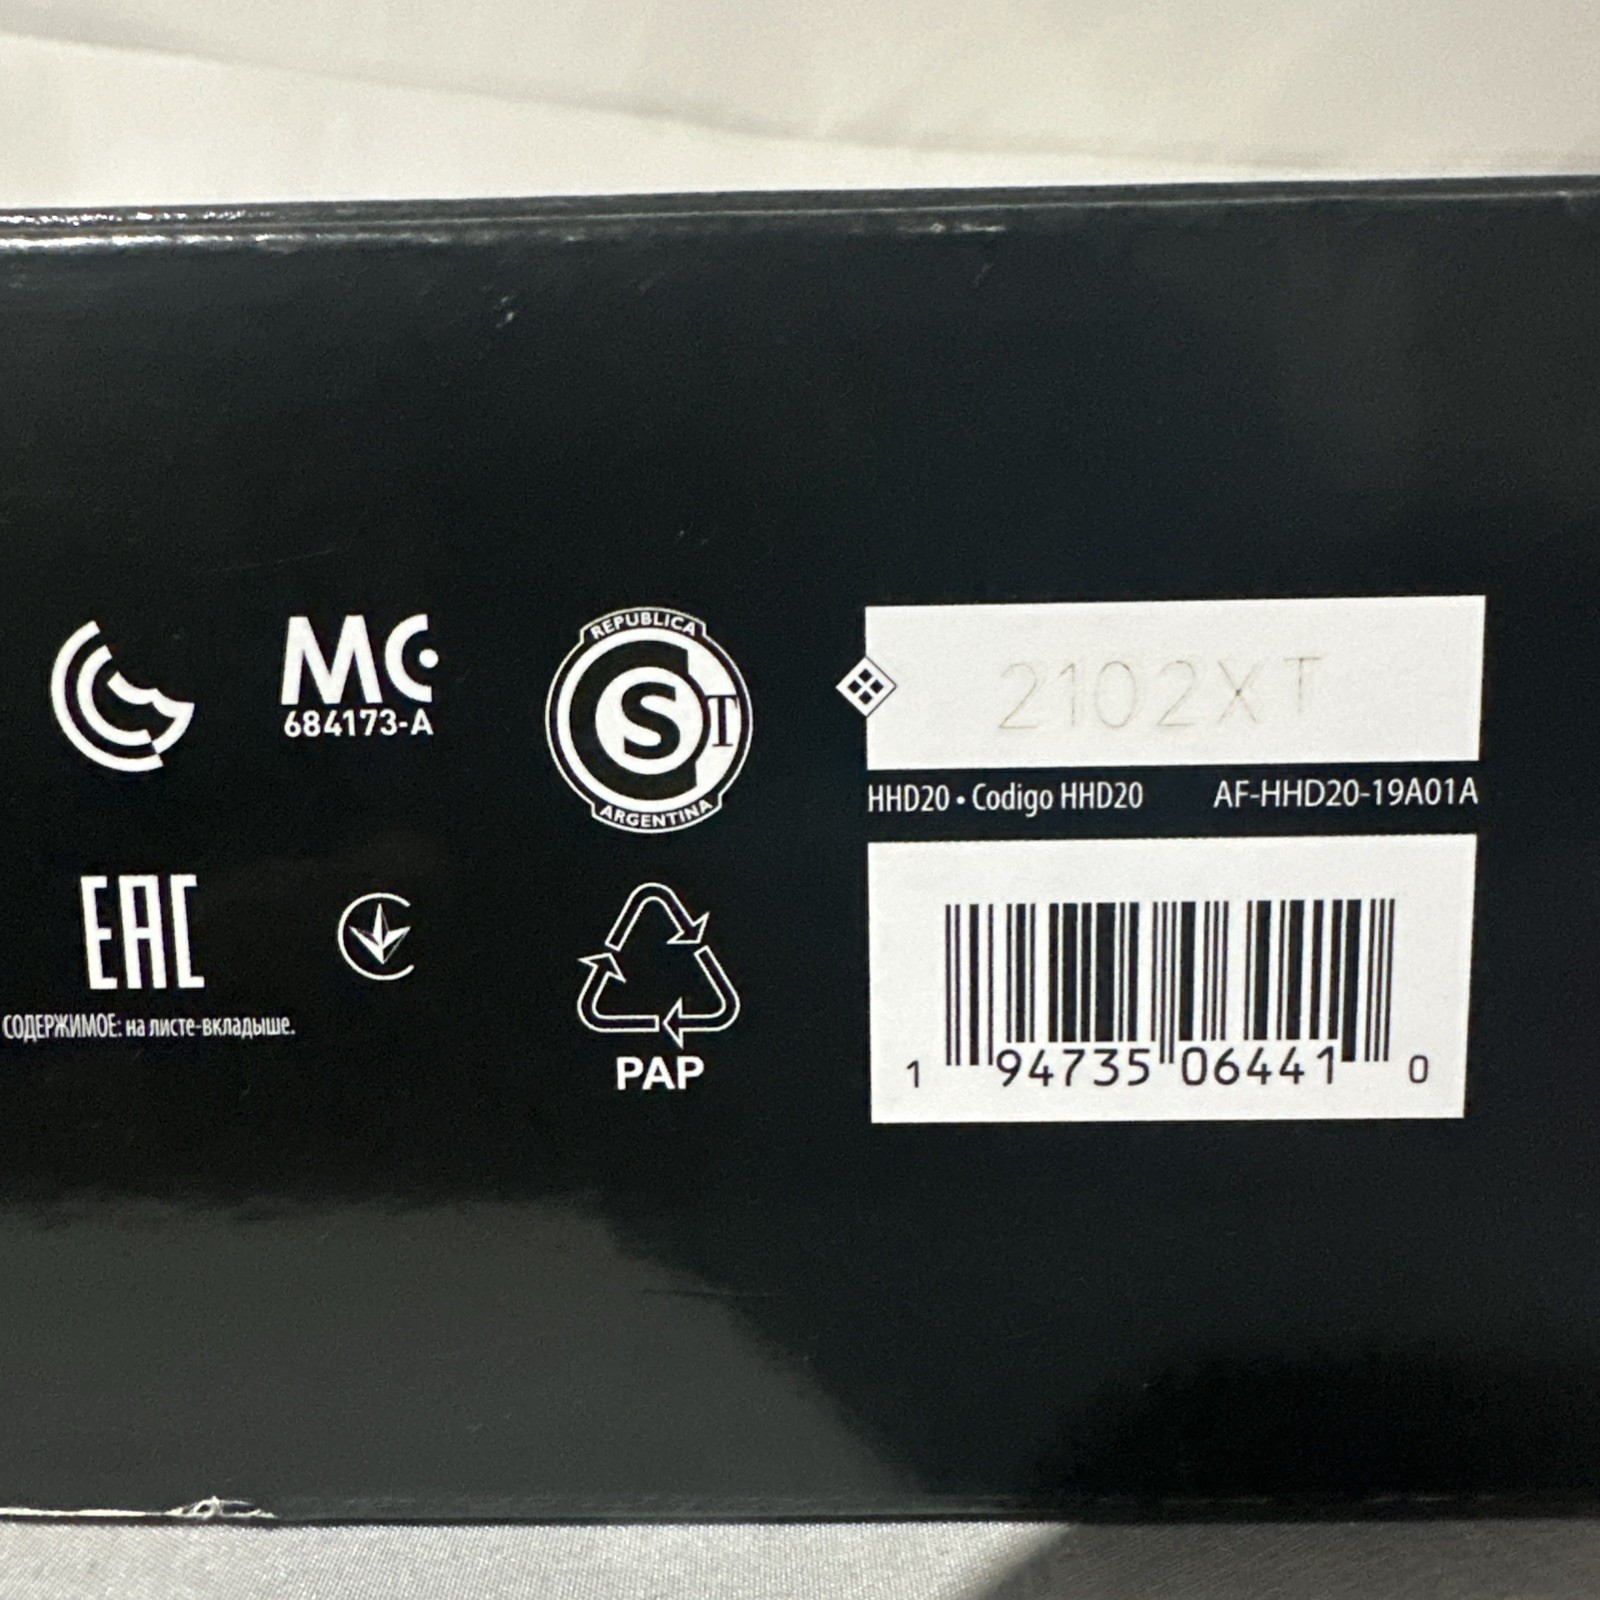 MC
684173-A
REPUBLICA
S
T
ARGENTINA
2102XT
HHD20 • Codigo HHD20 AF-HHD20-19A01A
EAC
СОДЕРЖИМОЕ: на листе-вкладыше.
PAP
1 94735 06441 0